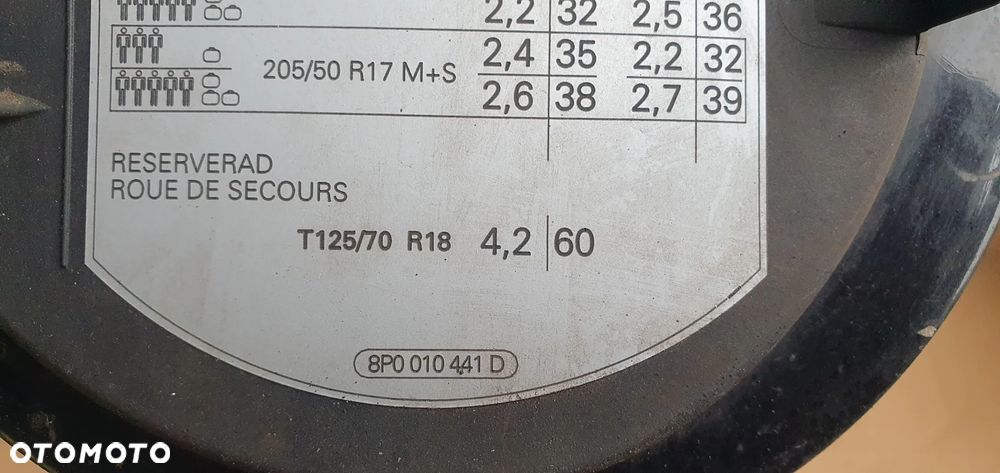 2,2 32 2,5 36
2,4 35 2,2 32
205/50 R17 M+S
2,6 38 2,7 39
RESERVERAD
ROUE DE SECOURS
T125/70 R18 4,2 60
8P0 010 441 D
OTOMOTO